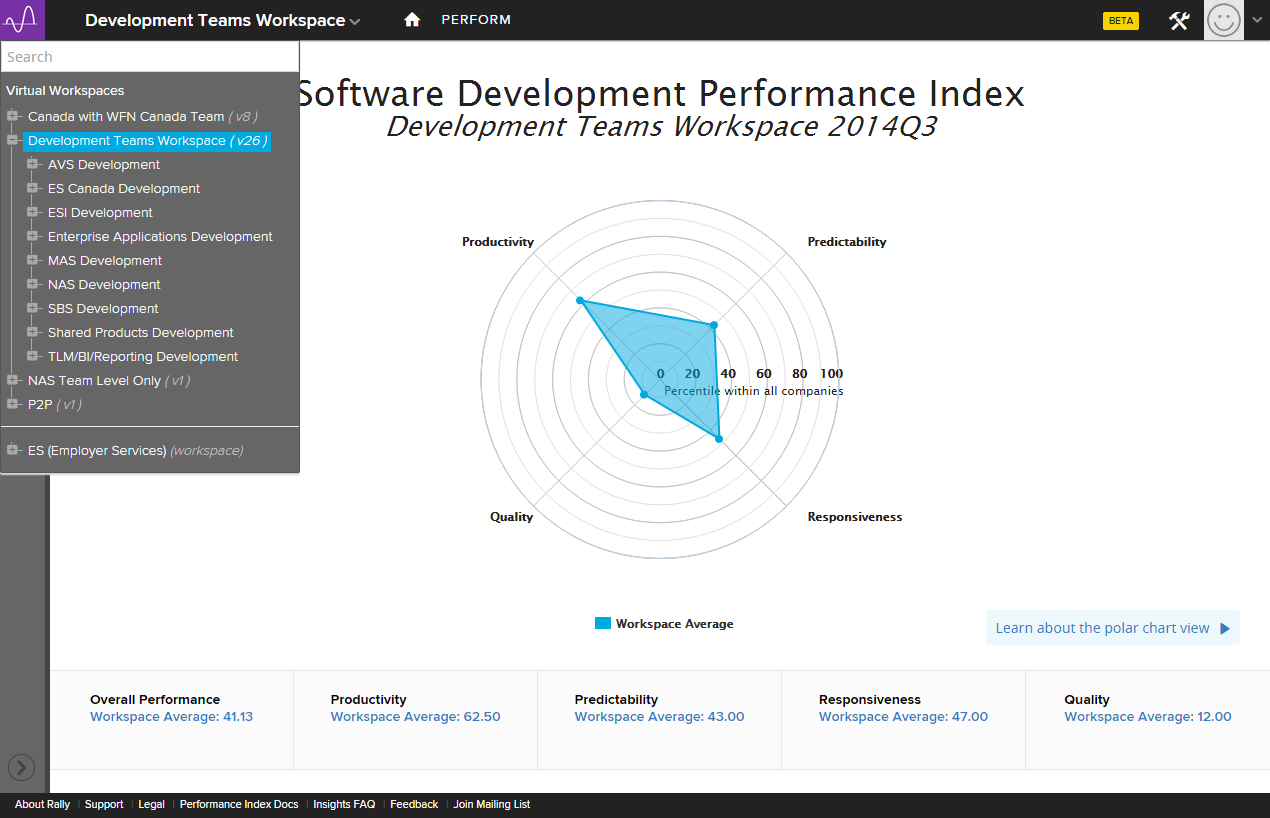 Development Teams Workspace
PERFORM
BETA
Search
Virtual Workspaces
Canada with WFN Canada Team (v8)
Development Teams Workspace (v26)
AVS Development
ES Canada Development
ESI Development
Enterprise Applications Development
MAS Development
NAS Development
SBS Development
Shared Products Development
TLM/BI/Reporting Development
NAS Team Level Only (v1)
P2P (v1)
ES (Employer Services) (workspace)
Software Development Performance Index
Development Teams Workspace 2014Q3
Productivity
Predictability
0 20 40 60 80 100
Percentile within all companies
Quality
Responsiveness
Workspace Average
Learn about the polar chart view
Overall Performance
Workspace Average: 41.13
Productivity
Workspace Average: 62.50
Predictability
Workspace Average: 43.00
Responsiveness
Workspace Average: 47.00
Quality
Workspace Average: 12.00
About Rally | Support | Legal | Performance Index Docs | Insights FAQ | Feedback | Join Mailing List